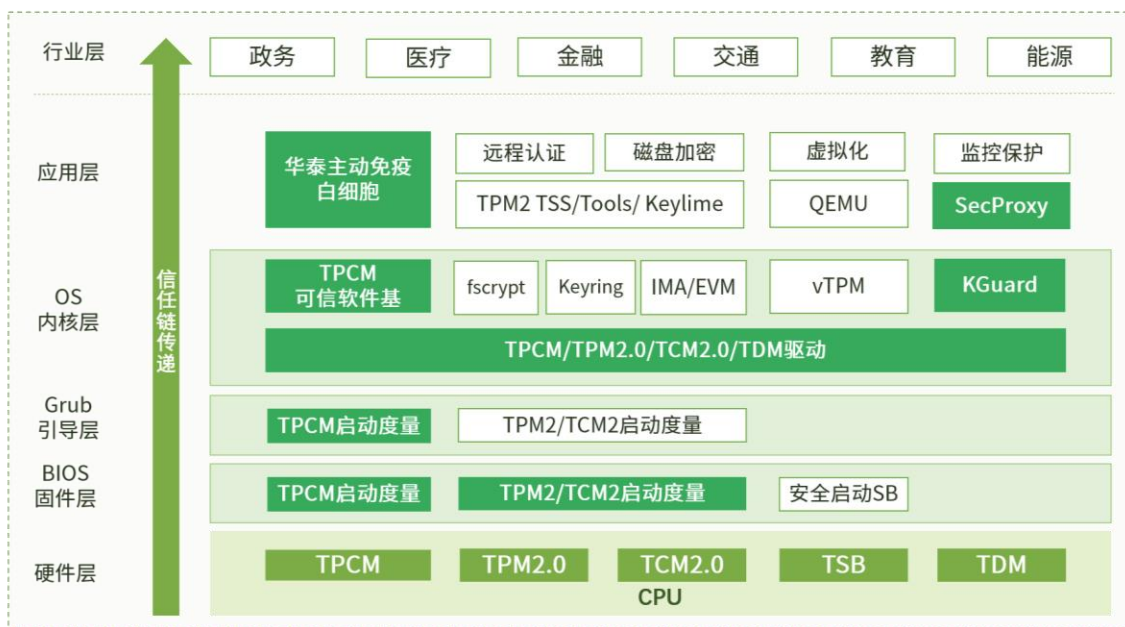 行业层
政务
医疗
金融
交通
教育
能源
应用层
华泰主动免疫
白细胞
远程认证
磁盘加密
虚拟化
监控保护
TPM2 TSS/Tools/ Keylime
QEMU
SecProxy
信任链传递
OS
内核层
TPCM
可信软件基
fscrypt
Keyring
IMA/EVM
vTPM
KGuard
TPCM/TPM2.0/TCM2.0/TDM驱动
Grub
引导层
TPCM启动度量
TPM2/TCM2启动度量
BIOS
固件层
TPCM启动度量
TPM2/TCM2启动度量
安全启动SB
硬件层
TPCM
TPM2.0
TCM2.0
TSB
TDM
CPU